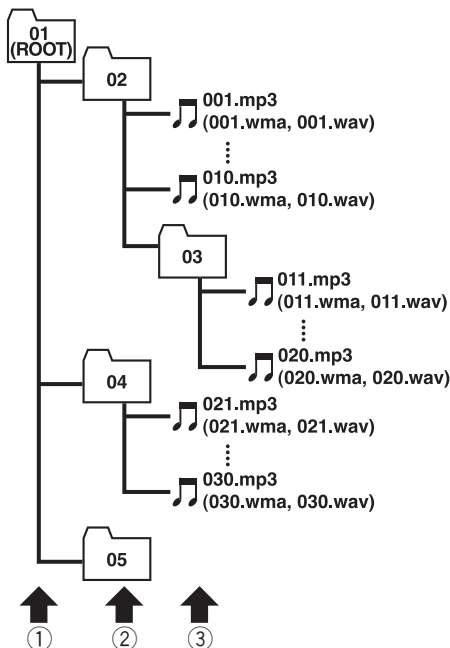 01
(ROOT)
02
001.mp3
(001.wma, 001.wav)
010.mp3
(010.wma, 010.wav)
03
011.mp3
(011.wma, 011.wav)
020.mp3
(020.wma, 020.wav)
04
021.mp3
(021.wma, 021.wav)
030.mp3
(030.wma, 030.wav)
05
① ② ③